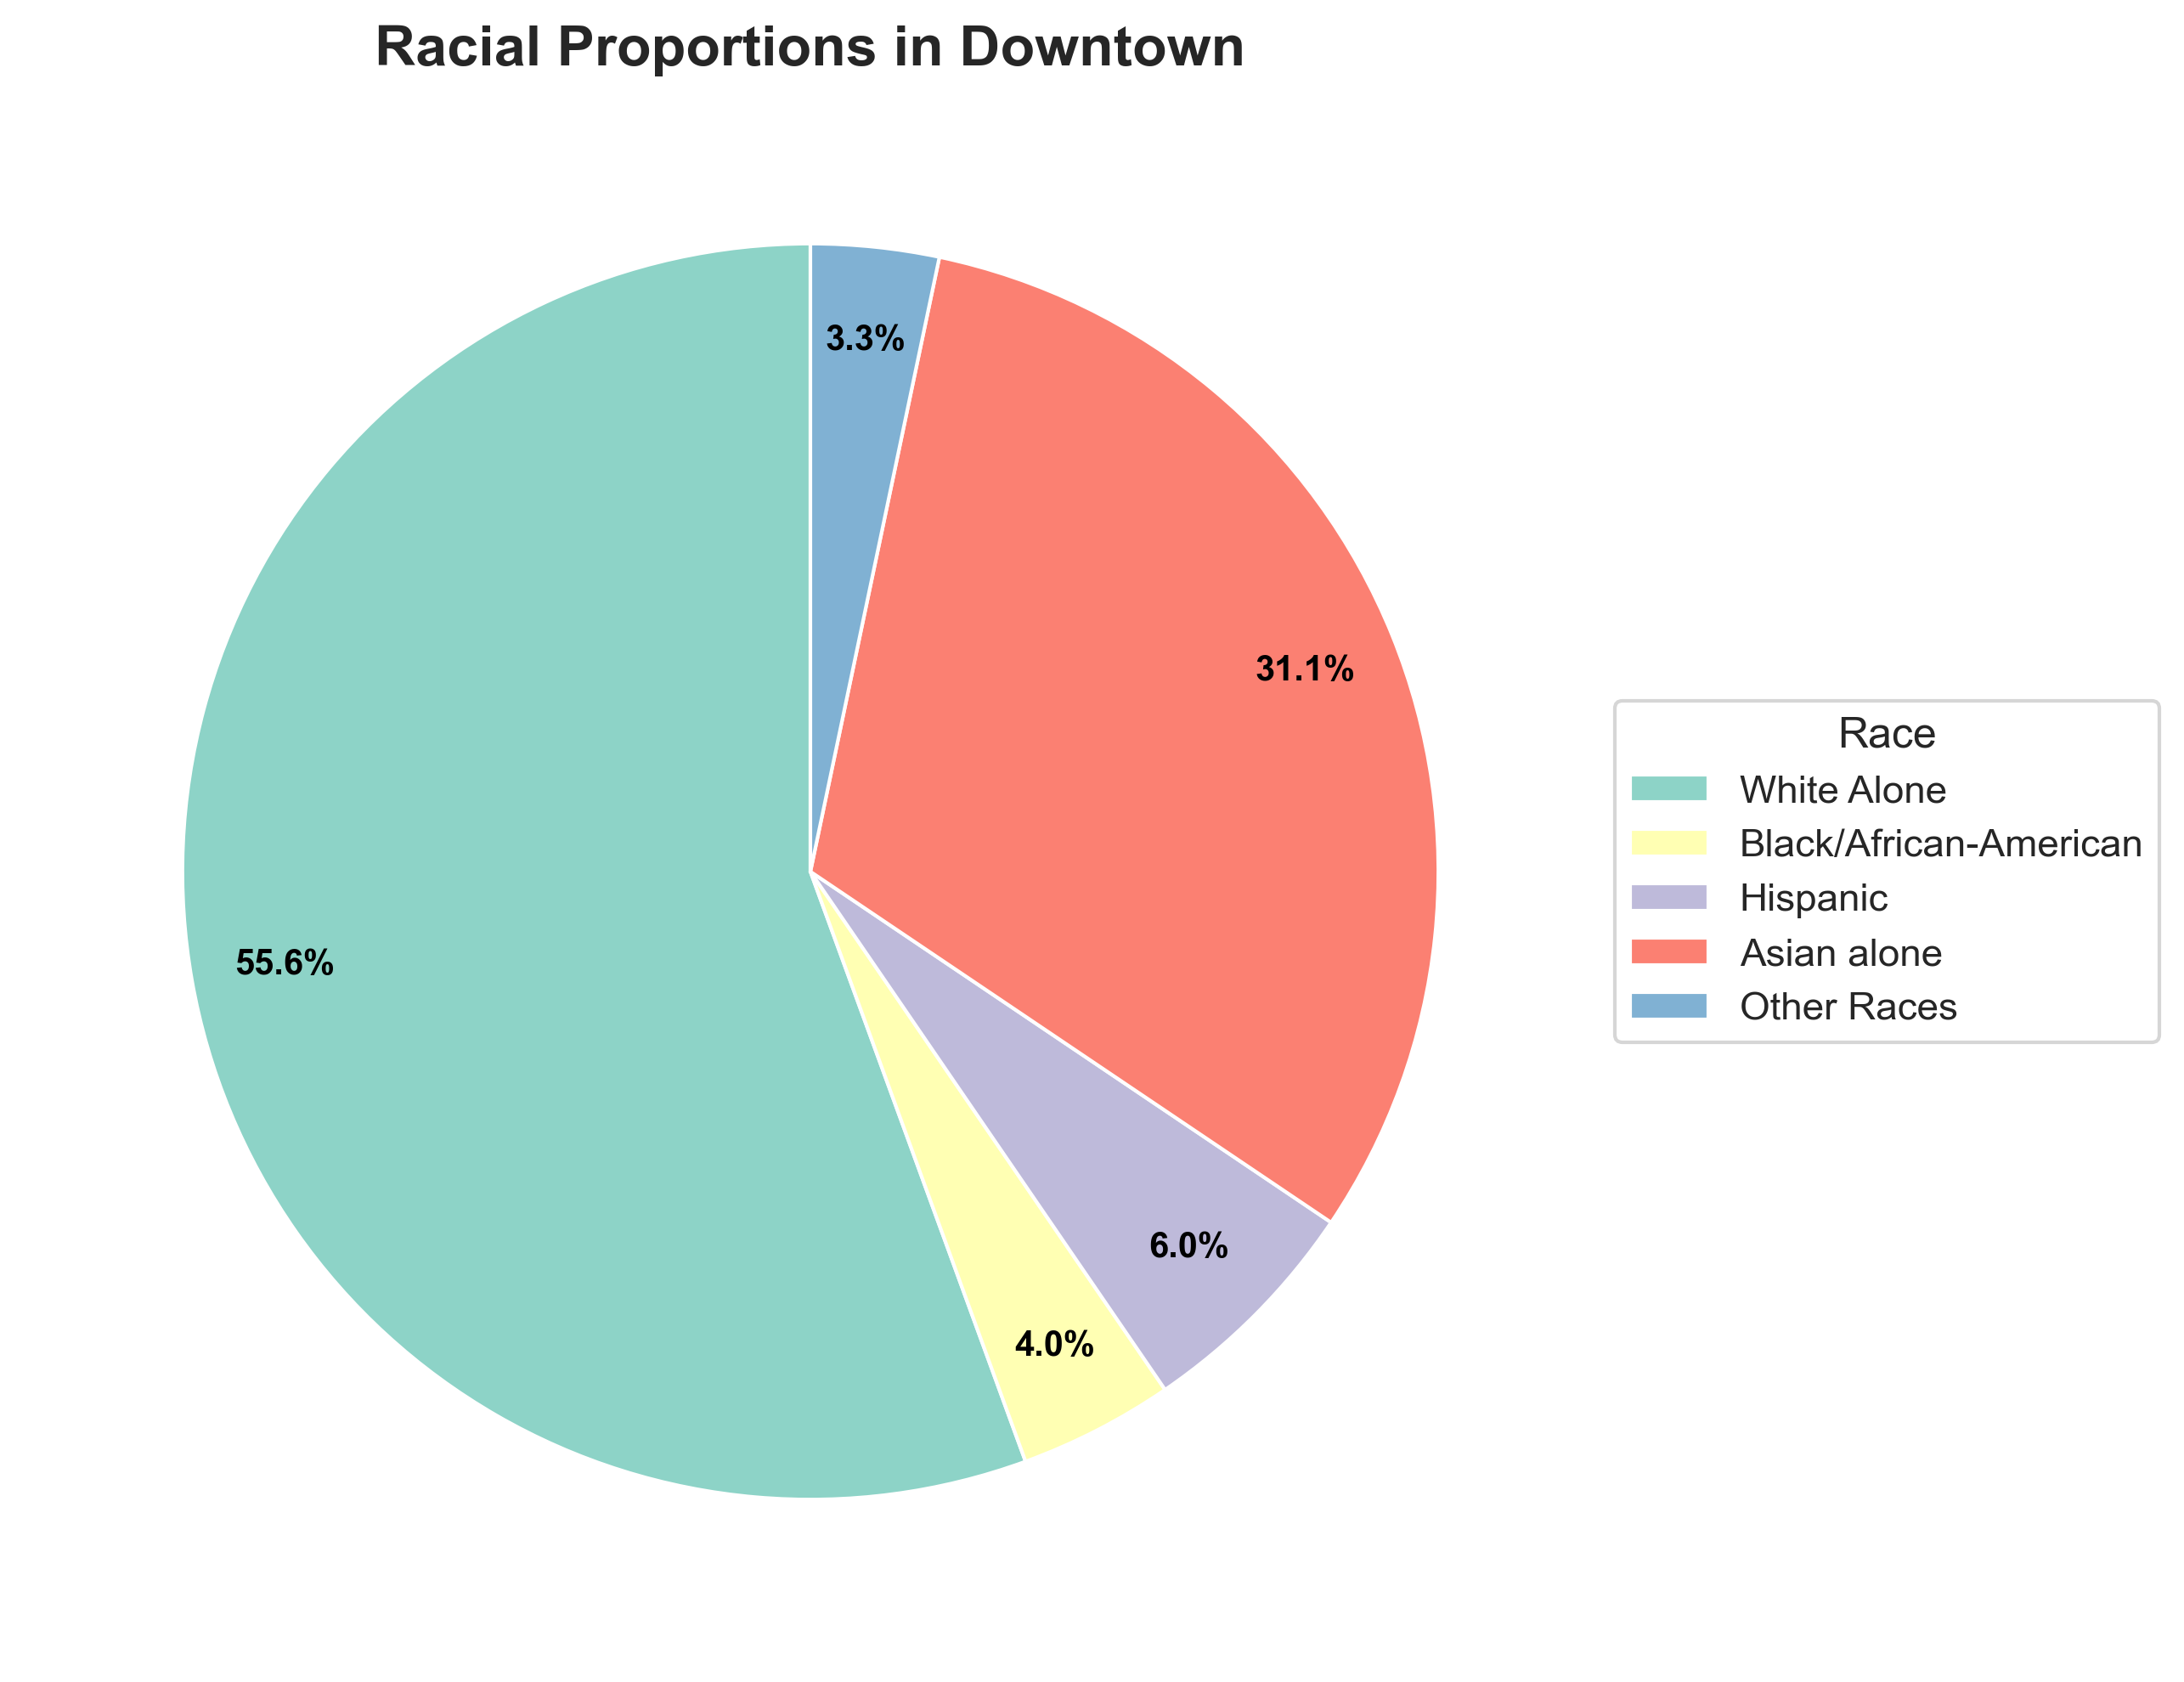 Racial Proportions in Downtown
3.3%
31.1%
55.6%
6.0%
4.0%
Race
White Alone
Black/African-American
Hispanic
Asian alone
Other Races